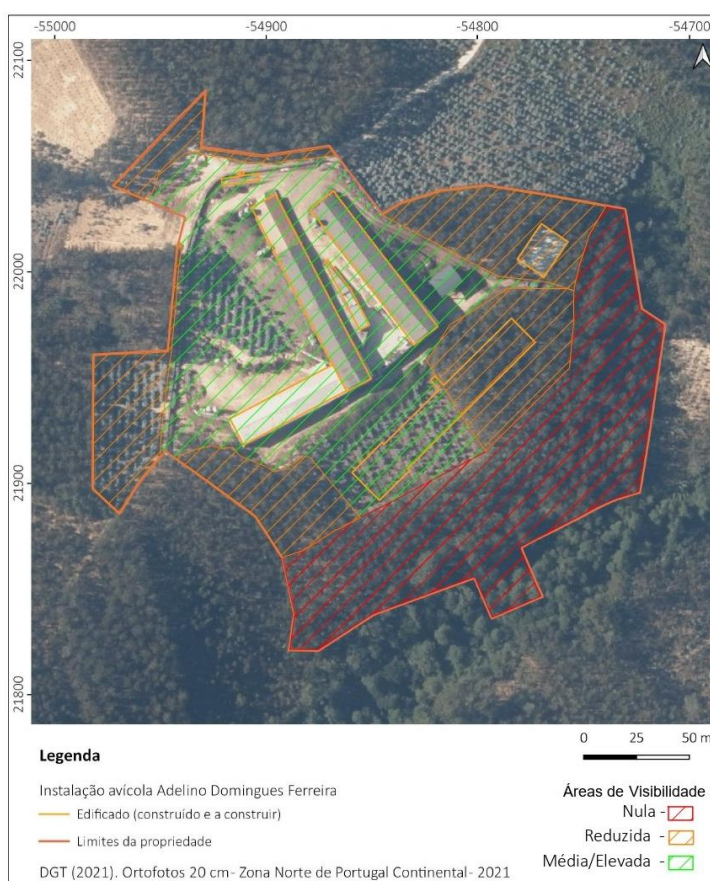 -55000 -54900 -54800 -54700
22100
22000
21900
21800
Legenda
Instalação avícola Adelino Domingues Ferreira
Edificado (construído e a construir)
Limites da propriedade
DGT (2021). Ortofotos 20 cm- Zona Norte de Portugal Continental- 2021
0 25 50 m
Áreas de Visibilidade
Nula -
Reduzida -
Média/Elevada -